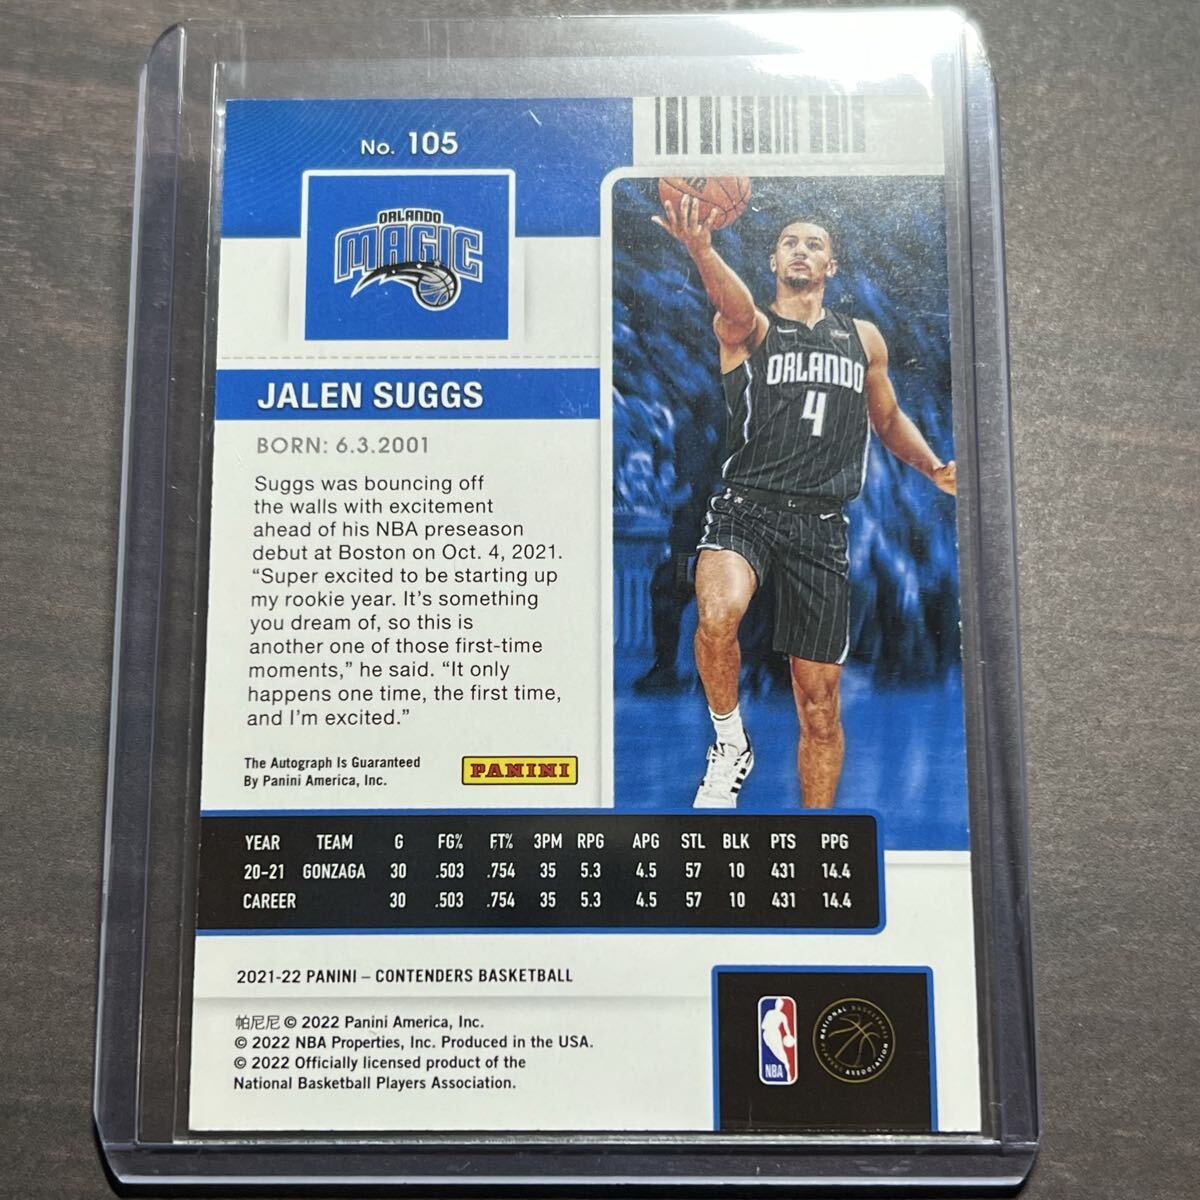 No. 105
ORLANDO
MAGIC
JALEN SUGGS
BORN: 6.3.2001
Suggs was bouncing off
the walls with excitement
ahead of his NBA preseason
debut at Boston on Oct. 4, 2021.
“Super excited to be starting up
my rookie year. It’s something
you dream of, so this is
another one of those first-time
moments,” he said. “It only
happens one time, the first time,
and I’m excited.”
The Autograph Is Guaranteed
By Panini America, Inc.
PANINI
ORLANDO
4
YEAR TEAM G FG% FT% 3PM RPG APG STL BLK PTS PPG
20-21 GONZAGA 30 .503 .754 35 5.3 4.5 57 10 431 14.4
CAREER 30 .503 .754 35 5.3 4.5 57 10 431 14.4
2021-22 PANINI – CONTENDERS BASKETBALL
帕尼尼 © 2022 Panini America, Inc.
© 2022 NBA Properties, Inc. Produced in the USA.
© 2022 Officially licensed product of the
National Basketball Players Association.
NBA
NATIONAL BASKETBALL
PLAYERS ASSOCIATION